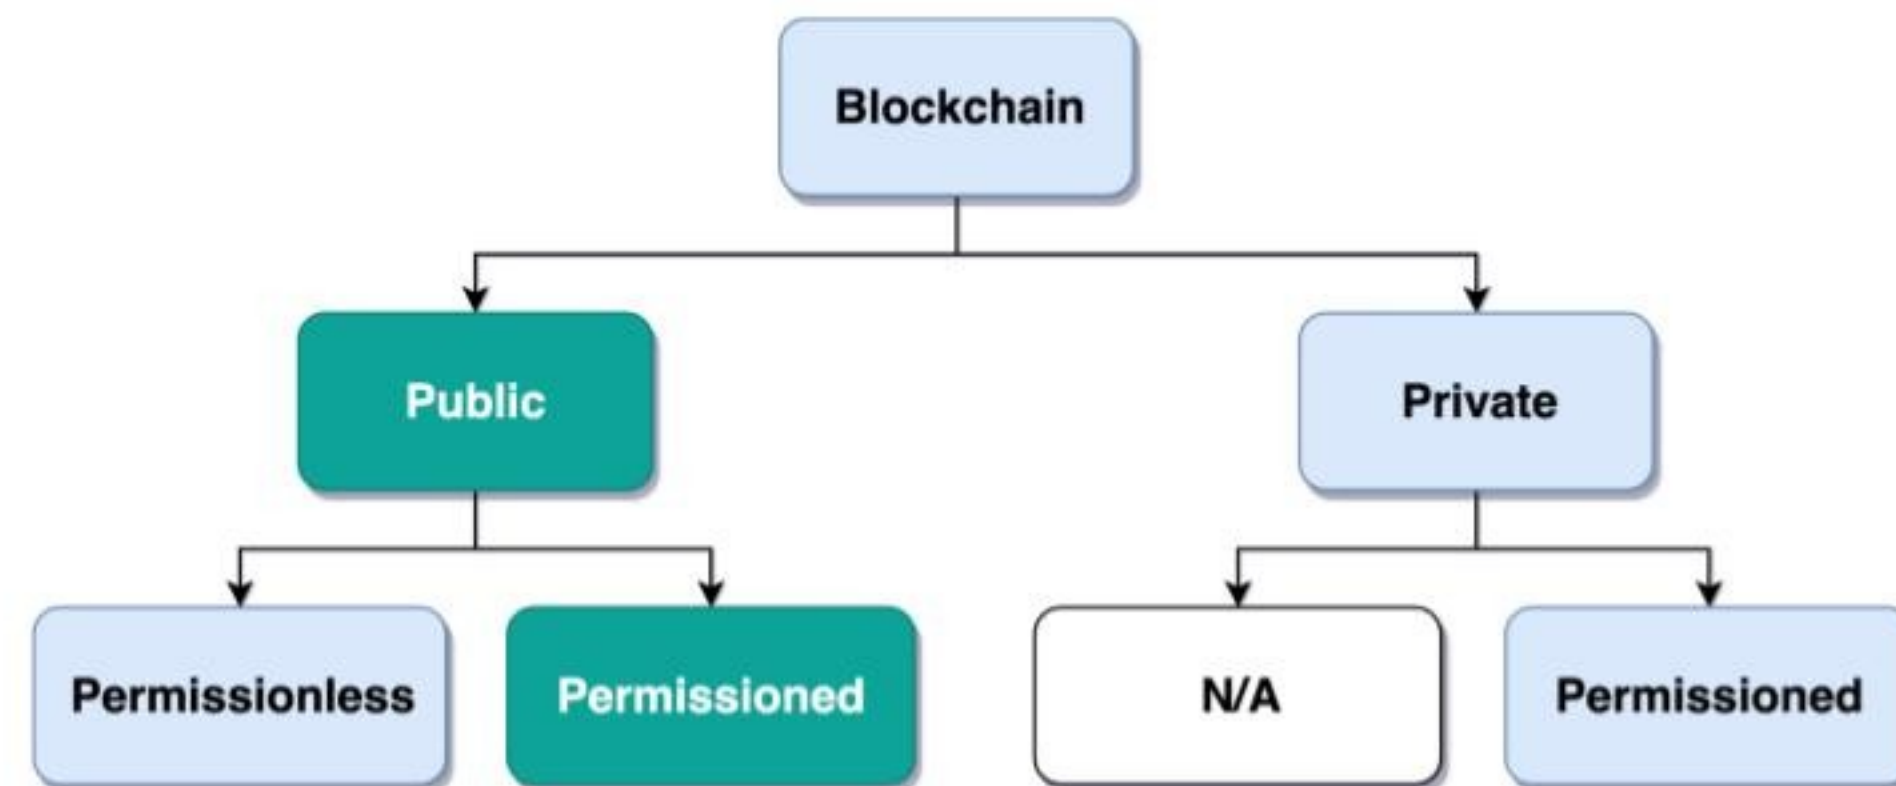 Blockchain
Public
Private
Permissionless
Permissioned
N/A
Permissioned